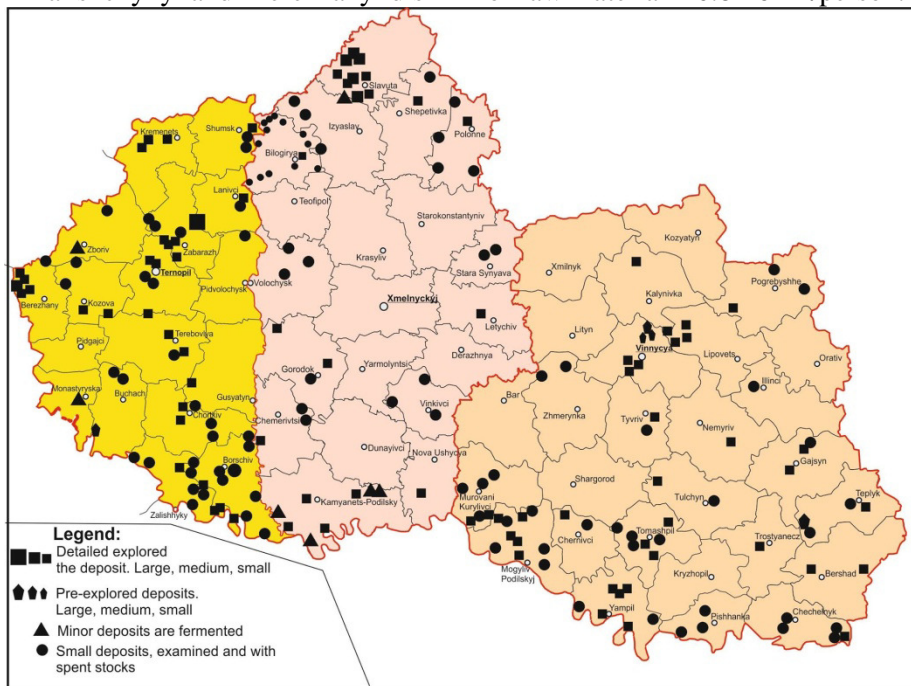 Slavuta
Shepetivka
Shumsk
Kremenets
Izyaslav
Polonne
Bilogirya
Lanivci
Teofipol
Starokonstantyniv
Zboriv
Zabarazh
Krasyliv
Kozyatyn
Ternopil
Stara Synyava
Xmilnyk
Pogrebyshhe
Pidvolochysk
Volochysk
Berezhany
Kozova
Xmelnyckyj
Kalynivka
Letychiv
Lityn
Terebovlya
Pidgajci
Derazhnya
Vinnycya
Lipovets
Orativ
Gorodok
Yarmolyntsi
Monastyryska
Buchach
Gusyatyn
Illinci
Bar
Chortkiv
Chemerivtsi
Vinkivci
Zhmerynka
Tyvriv
Nemyriv
Dunayivci
Nova Ushycya
Borschiv
Gajsyn
Shargorod
Murovani
Kurylivci
Tulchyn
Teplyk
Kamyanets-Podilsky
Zalishnyky
Chernivci
Tomashpil
Trostyanecz
Mogyliv
Podilskyj
Kryzhopil
Bershad
Yampil
Pishhanka
Chechelnyk
Legend:
Detailed explored
the deposit. Large, medium, small
Pre-explored deposits.
Large, medium, small
Minor deposits are fermented
Small deposits, examined and with
spent stocks